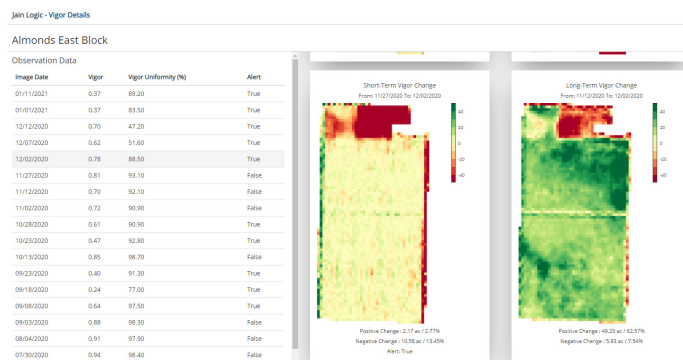 Jain Logic - Vigor Details
Almonds East Block
Observation Data
Image Date Vigor Vigor Uniformity (%) Alert
01/11/2021 0.37 89.20 True
01/01/2021 0.37 83.50 True
12/12/2020 0.70 47.20 True
12/07/2020 0.62 51.60 True
12/02/2020 0.78 88.50 True
11/27/2020 0.81 93.10 False
11/12/2020 0.70 92.10 False
11/02/2020 0.72 90.90 False
10/28/2020 0.61 90.90 True
10/23/2020 0.47 92.80 True
10/13/2020 0.85 98.70 False
09/23/2020 0.40 91.30 True
09/18/2020 0.24 77.00 True
09/08/2020 0.64 97.50 True
09/03/2020 0.88 98.30 False
08/04/2020 0.91 97.90 False
07/30/2020 0.94 98.40 False
Short-Term Vigor Change
From: 11/27/2020 To: 12/02/2020
40
20
0
-20
-40
Positive Change : 2.17 ac / 2.77%
Negative Change : 10.56 ac / 13.45%
Alert: True
Long-Term Vigor Change
From: 11/12/2020 To: 12/02/2020
40
20
0
-20
-40
Positive Change : 49.20 ac / 62.57%
Negative Change : 5.93 ac / 7.54%